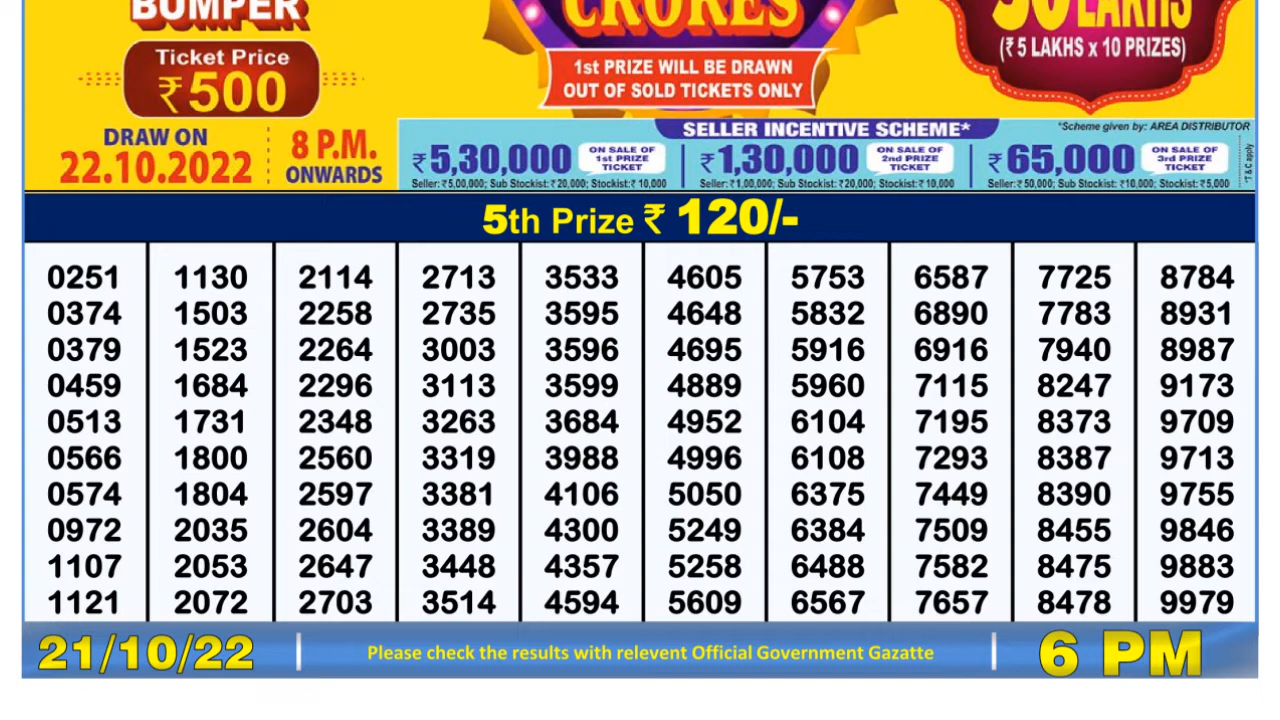 BUMPER
Ticket Price
₹500
DRAW ON
22.10.2022
8 P.M.
ONWARDS
CRORES
1st PRIZE WILL BE DRAWN
OUT OF SOLD TICKETS ONLY
50 LAKHS
(₹ 5 LAKHS x 10 PRIZES)
SELLER INCENTIVE SCHEME*
*Scheme given by: AREA DISTRIBUTOR
₹5,30,000 ON SALE OF 1st PRIZE TICKET
Seller:₹5,00,000; Sub Stockist:₹20,000; Stockist:₹ 10,000
₹1,30,000 ON SALE OF 2nd PRIZE TICKET
Seller:₹1,00,000; Sub Stockist:₹20,000; Stockist:₹ 10,000
₹65,000 ON SALE OF 3rd PRIZE TICKET
Seller:₹ 50,000; Sub Stockist: ₹10,000; Stockist:₹5,000
*T & C apply
5th Prize ₹ 120/-
0251 1130 2114 2713 3533 4605 5753 6587 7725 8784
0374 1503 2258 2735 3595 4648 5832 6890 7783 8931
0379 1523 2264 3003 3596 4695 5916 6916 7940 8987
0459 1684 2296 3113 3599 4889 5960 7115 8247 9173
0513 1731 2348 3263 3684 4952 6104 7195 8373 9709
0566 1800 2560 3319 3988 4996 6108 7293 8387 9713
0574 1804 2597 3381 4106 5050 6375 7449 8390 9755
0972 2035 2604 3389 4300 5249 6384 7509 8455 9846
1107 2053 2647 3448 4357 5258 6488 7582 8475 9883
1121 2072 2703 3514 4594 5609 6567 7657 8478 9979
21/10/22 | Please check the results with relevent Official Government Gazatte | 6 PM